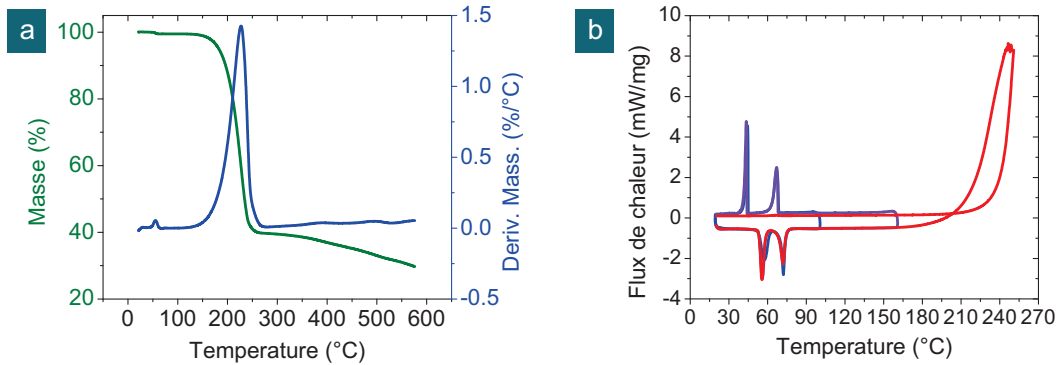 a
Masse (%)
100
80
60
40
20
0 100 200 300 400 500 600
Temperature (°C)
1.5
1.0
0.5
0.0
-0.5
Deriv. Mass. (%/°C)
b
Flux de chaleur (mW/mg)
10
8
6
4
2
0
-2
-4
0 30 60 90 120 150 180 210 240 270
Temperature (°C)